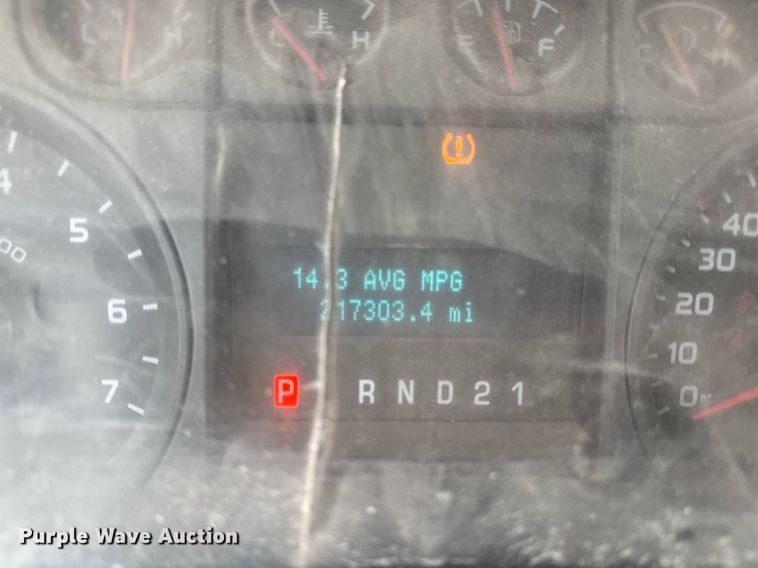 L H
C H
E F
C H
4
5
6
7
00
14.3 AVG MPG
217303.4 mi
P R N D 2 1
40
30
20
10
0
Purple Wave Auction